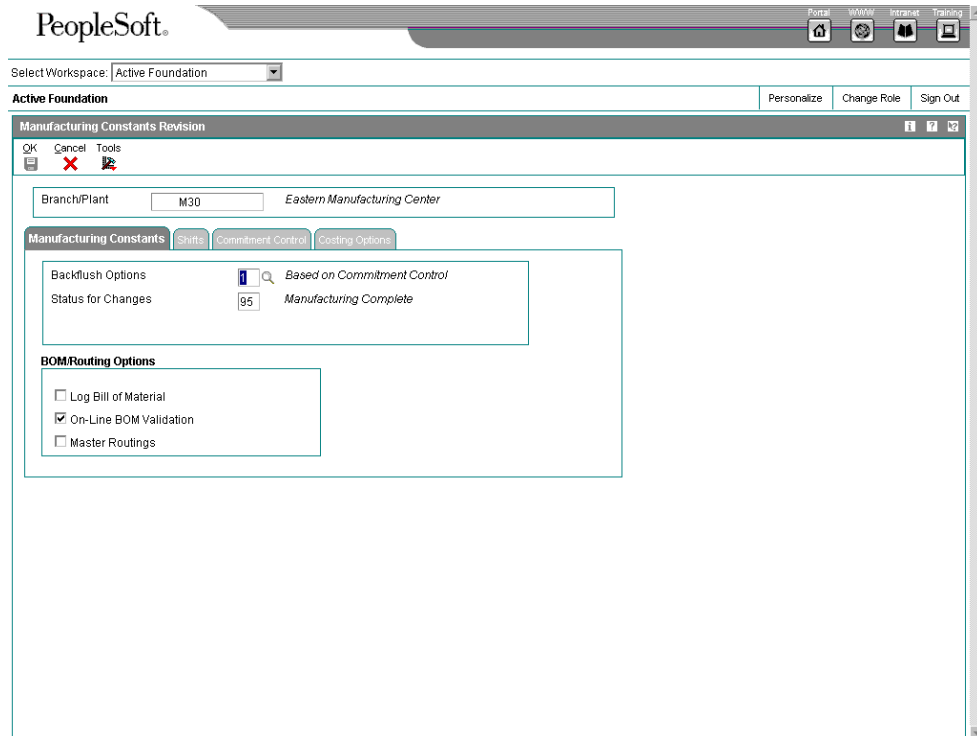 PeopleSoft.
Portal WWW Intranet Training
Select Workspace: Active Foundation
Active Foundation Personalize Change Role Sign Out
Manufacturing Constants Revision
OK Cancel Tools
Branch/Plant M30 Eastern Manufacturing Center
Manufacturing Constants Shifts Commitment Control Costing Options
Backflush Options 1 Based on Commitment Control
Status for Changes 95 Manufacturing Complete
BOM/Routing Options
Log Bill of Material
On-Line BOM Validation
Master Routings